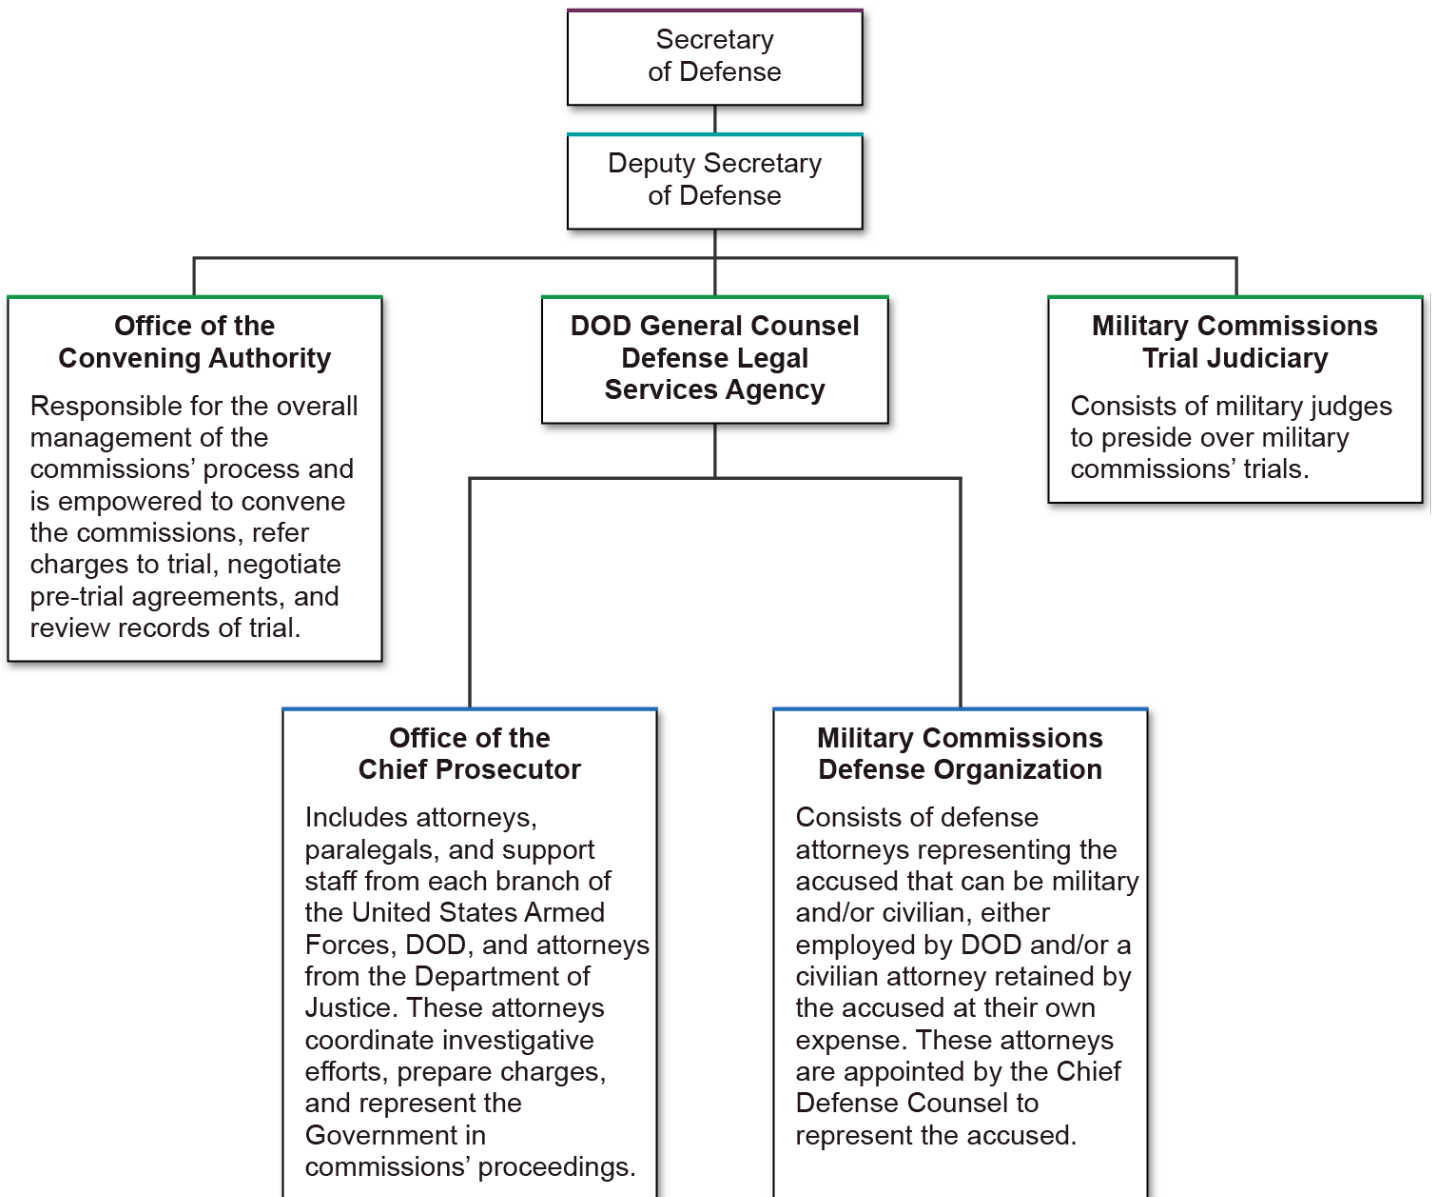 Secretary
of Defense
Deputy Secretary
of Defense
Office of the
Convening Authority
Responsible for the overall
management of the
commissions’ process and
is empowered to convene
the commissions, refer
charges to trial, negotiate
pre-trial agreements, and
review records of trial.
DOD General Counsel
Defense Legal
Services Agency
Military Commissions
Trial Judiciary
Consists of military judges
to preside over military
commissions’ trials.
Office of the
Chief Prosecutor
Includes attorneys,
paralegals, and support
staff from each branch of
the United States Armed
Forces, DOD, and attorneys
from the Department of
Justice. These attorneys
coordinate investigative
efforts, prepare charges,
and represent the
Government in
commissions’ proceedings.
Military Commissions
Defense Organization
Consists of defense
attorneys representing the
accused that can be military
and/or civilian, either
employed by DOD and/or a
civilian attorney retained by
the accused at their own
expense. These attorneys
are appointed by the Chief
Defense Counsel to
represent the accused.